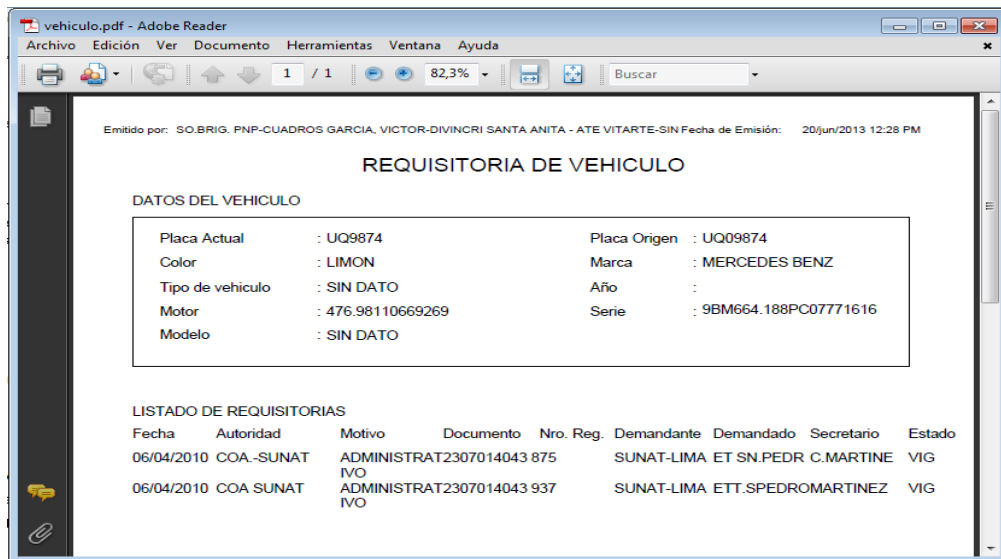 vehiculo.pdf - Adobe Reader
Archivo Edición Ver Documento Herramientas Ventana Ayuda
1 / 1 82,3% Buscar
Emitido por: SO.BRIG. PNP-CUADROS GARCIA, VICTOR-DIVINCRI SANTA ANITA - ATE VITARTE-SIN Fecha de Emisión: 20/jun/2013 12:28 PM
REQUISITORIA DE VEHICULO
DATOS DEL VEHICULO
Placa Actual : UQ9874 Placa Origen : UQ09874
Color : LIMON Marca : MERCEDES BENZ
Tipo de vehiculo : SIN DATO Año :
Motor : 476.98110669269 Serie : 9BM664.188PC07771616
Modelo : SIN DATO
LISTADO DE REQUISITORIAS
Fecha Autoridad Motivo Documento Nro. Reg. Demandante Demandado Secretario Estado
06/04/2010 COA.-SUNAT ADMINISTRAT2307014043 875 SUNAT-LIMA ET SN.PEDR C.MARTINE VIG
IVO
06/04/2010 COA SUNAT ADMINISTRAT2307014043 937 SUNAT-LIMA ETT.SPEDROMARTINEZ VIG
IVO